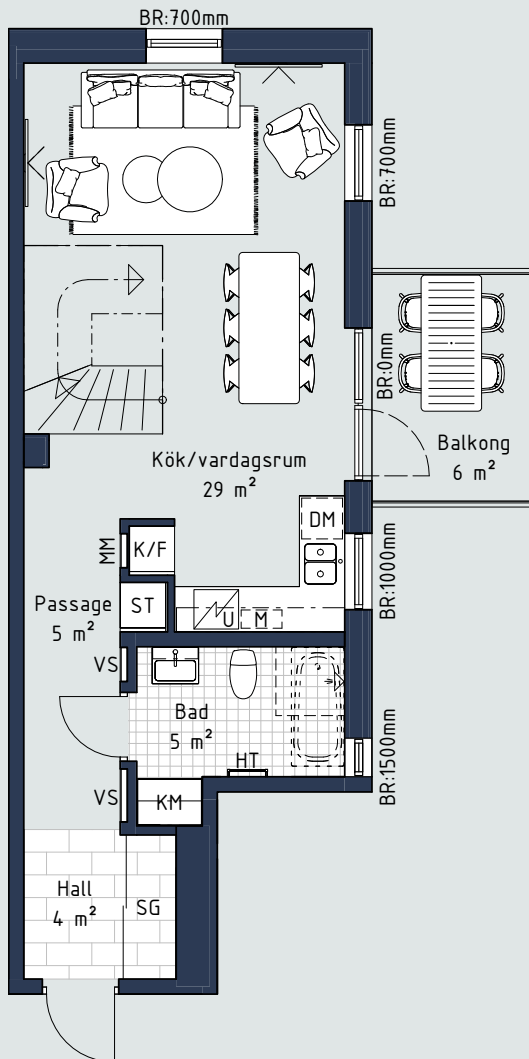 BR:700mm
BR:700mm
BR:0mm
Balkong
6 m²
Kök/vardagsrum
29 m²
DM
MM
K/F
BR:1000mm
Passage
5 m²
ST
U
M
VS
Bad
5 m²
HT
BR:1500mm
VS
KM
Hall
4 m²
SG